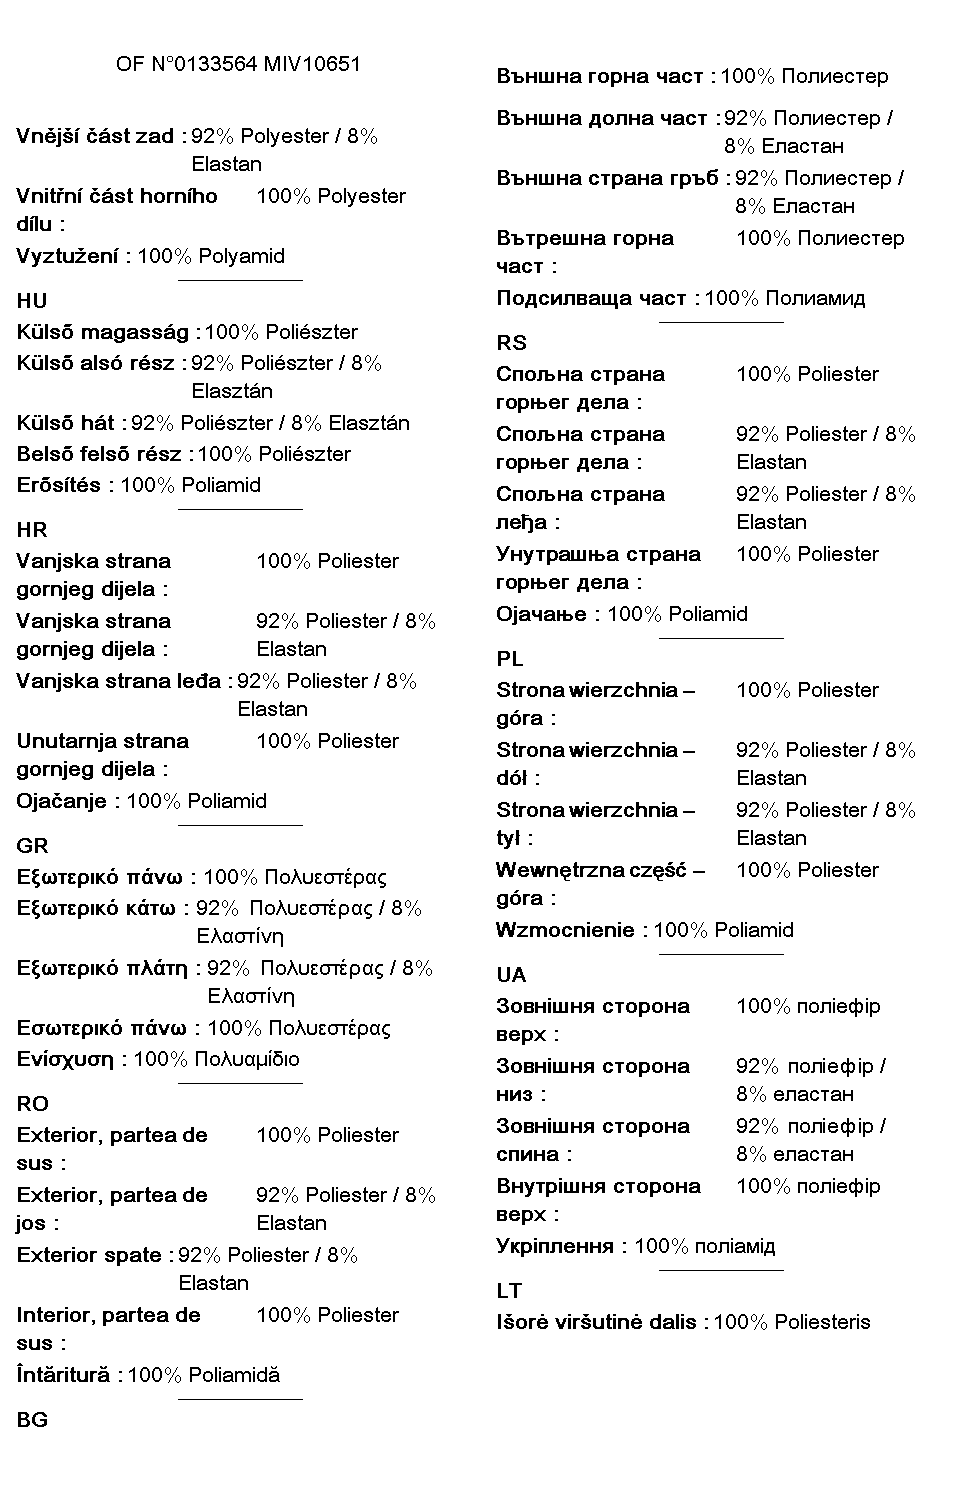 OF N°0133564 MIV10651
Vnější část zad : 92% Polyester / 8%
Elastan
Vnitřní část horního 100% Polyester
dílu :
Vyztužení : 100% Polyamid
HU
Külső magasság : 100% Poliészter
Külső alsó rész : 92% Poliészter / 8%
Elasztán
Külső hát : 92% Poliészter / 8% Elasztán
Belső felső rész : 100% Poliészter
Erősítés : 100% Poliamid
HR
Vanjska strana 100% Poliester
gornjeg dijela :
Vanjska strana 92% Poliester / 8%
gornjeg dijela : Elastan
Vanjska strana leđa : 92% Poliester / 8%
Elastan
Unutarnja strana 100% Poliester
gornjeg dijela :
Ojačanje : 100% Poliamid
GR
Εξωτερικό πάνω : 100% Πολυεστέρας
Εξωτερικό κάτω : 92% Πολυεστέρας / 8%
Ελαστίνη
Εξωτερικό πλάτη : 92% Πολυεστέρας / 8%
Ελαστίνη
Εσωτερικό πάνω : 100% Πολυεστέρας
Ενίσχυση : 100% Πολυαμίδιο
RO
Exterior, partea de 100% Poliester
sus :
Exterior, partea de 92% Poliester / 8%
jos : Elastan
Exterior spate : 92% Poliester / 8%
Elastan
Interior, partea de 100% Poliester
sus :
Întăritură : 100% Poliamidă
BG
Външна горна част : 100% Полиестер
Външна долна част : 92% Полиестер /
8% Еластан
Външна страна гръб : 92% Полиестер /
8% Еластан
Вътрешна горна 100% Полиестер
част :
Подсилваща част : 100% Полиамид
RS
Спољна страна 100% Poliester
горњег дела :
Спољна страна 92% Poliester / 8%
горњег дела : Elastan
Спољна страна 92% Poliester / 8%
леђа : Elastan
Унутрашња страна 100% Poliester
горњег дела :
Ојачање : 100% Poliamid
PL
Strona wierzchnia – 100% Poliester
góra :
Strona wierzchnia – 92% Poliester / 8%
dół : Elastan
Strona wierzchnia – 92% Poliester / 8%
tył : Elastan
Wewnętrzna część – 100% Poliester
góra :
Wzmocnienie : 100% Poliamid
UA
Зовнішня сторона 100% поліефір
верх :
Зовнішня сторона 92% поліефір /
низ : 8% еластан
Зовнішня сторона 92% поліефір /
спина : 8% еластан
Внутрішня сторона 100% поліефір
верх :
Укріплення : 100% поліамід
LT
Išorė viršutinė dalis : 100% Poliesteris